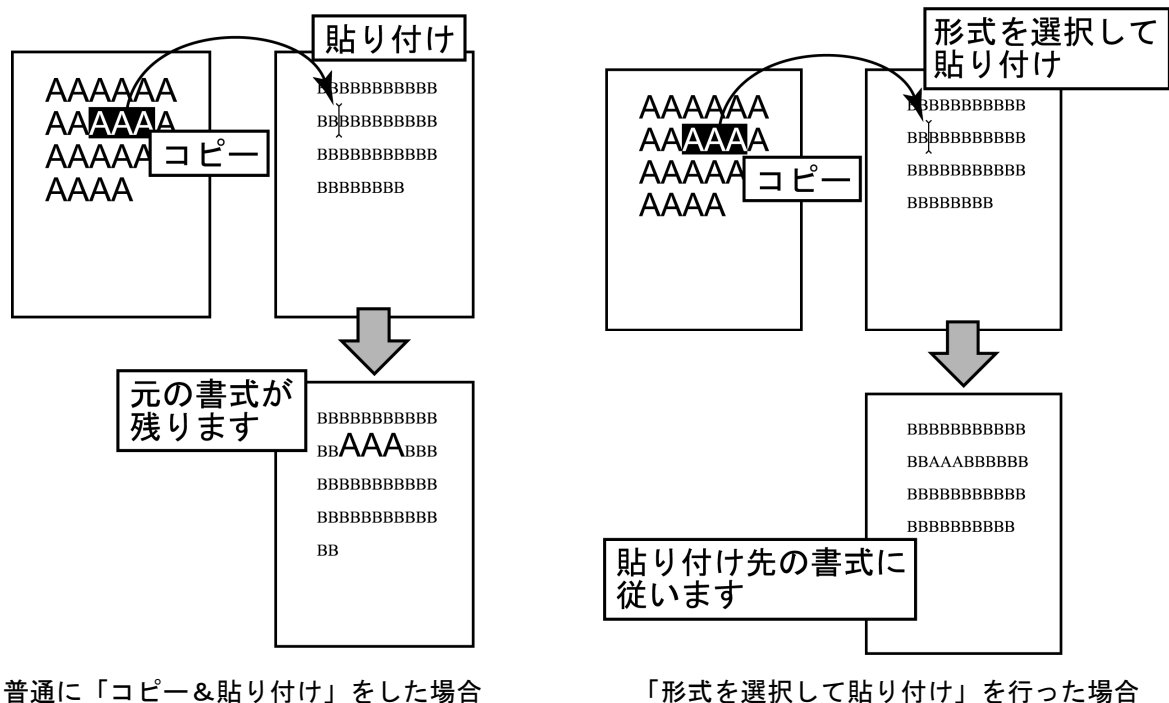 貼り付け
AAAAAA
AAAAAA
AAAAA
AAAA
コピー
BBBBBBBBBBB
BBBBBBBBBBB
BBBBBBBBBBB
BBBBBBBB
元の書式が
残ります
BBBBBBBBBBB
BBAAABBB
BBBBBBBBBBB
BBBBBBBBBBB
BB
普通に「コピー&貼り付け」をした場合
形式を選択して
貼り付け
AAAAAA
AAAAAA
AAAAA
AAAA
コピー
BBBBBBBBBBB
BBBBBBBBBBB
BBBBBBBBBBB
BBBBBBBB
BBBBBBBBBBB
BBAAABBBBBB
BBBBBBBBBBB
BBBBBBBBBB
貼り付け先の書式に
従います
「形式を選択して貼り付け」を行った場合